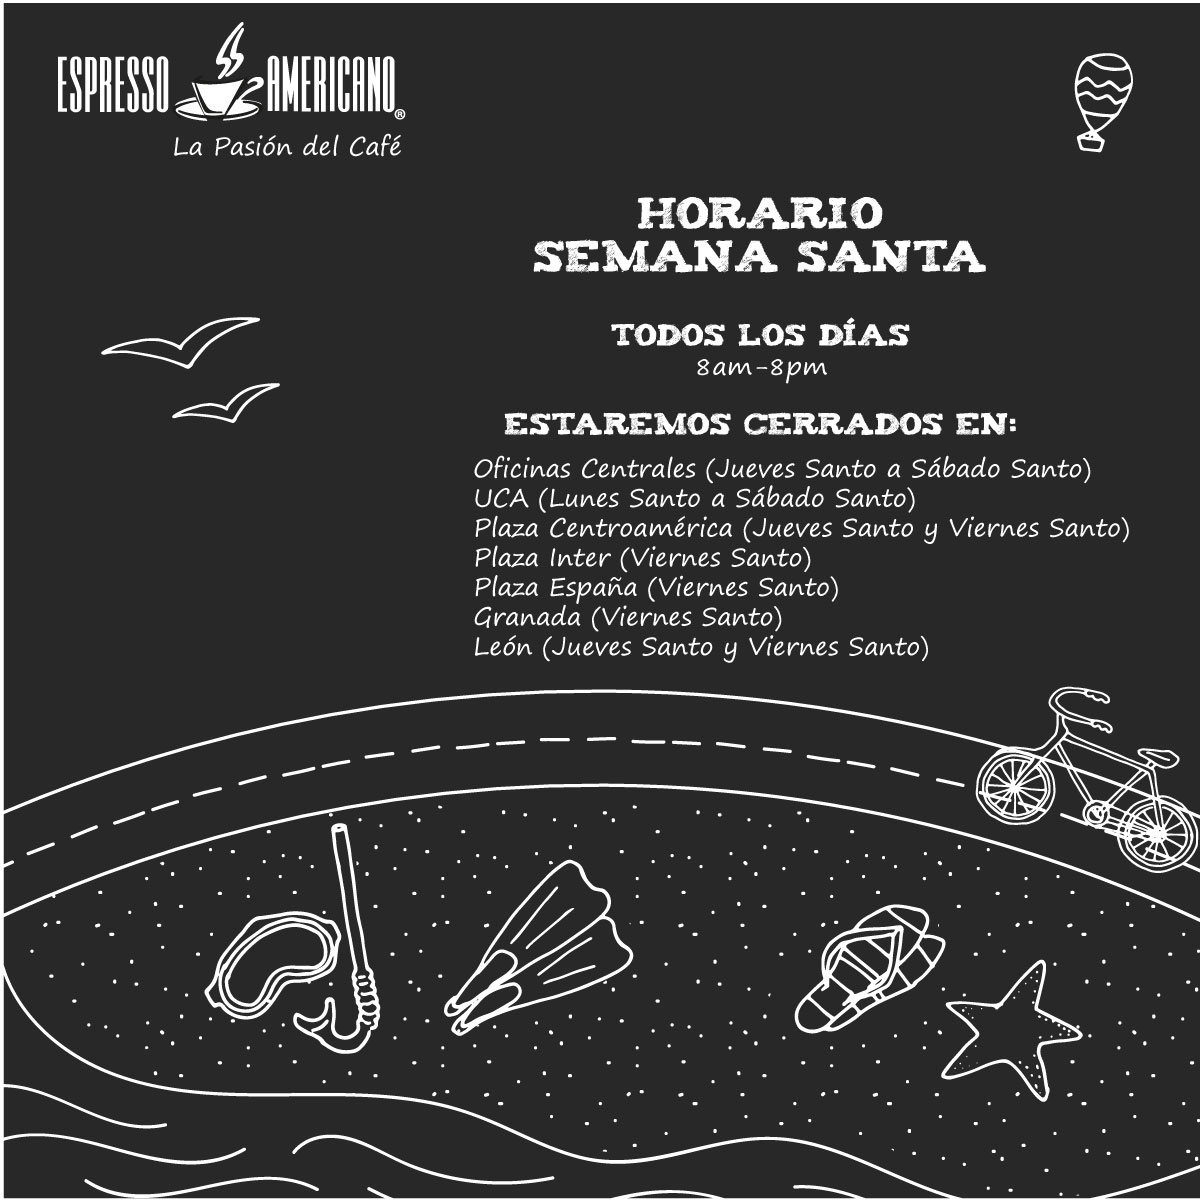 ESPRESSO AMERICANO®
La Pasión del Café
HORARIO
SEMANA SANTA
TODOS LOS DÍAS
8am-8pm
ESTAREMOS CERRADOS EN:
Oficinas Centrales (Jueves Santo a Sábado Santo)
UCA (Lunes Santo a Sábado Santo)
Plaza Centroamérica (Jueves Santo y Viernes Santo)
Plaza Inter (Viernes Santo)
Plaza España (Viernes Santo)
Granada (Viernes Santo)
León (Jueves Santo y Viernes Santo)